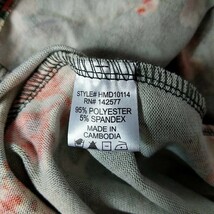 STYLE# HMD10114
RN# 142577
95% POLYESTER
5% SPANDEX
MADE IN
CAMBODIA